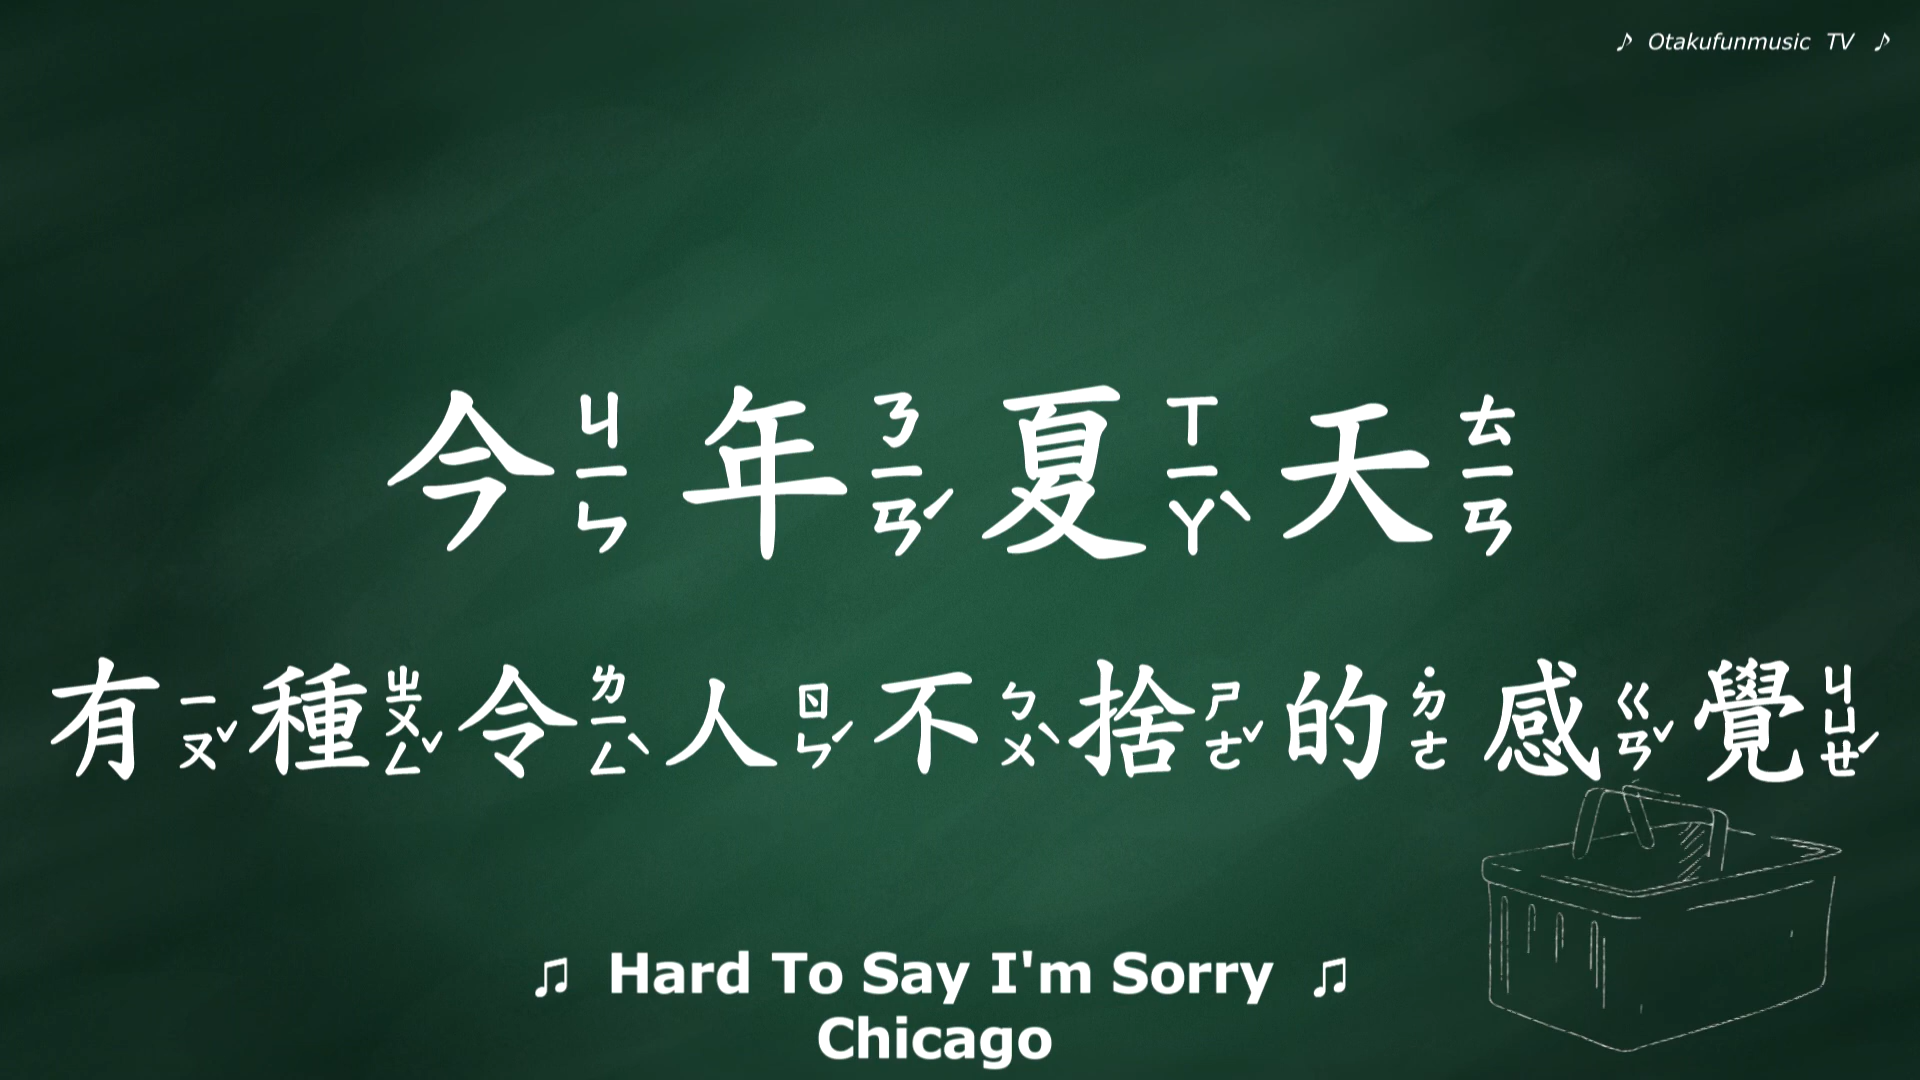 ♪ Otakufunmusic TV ♪
今ㄐㄧㄣ年ㄋㄧㄢˊ夏ㄒㄧㄚˋ天ㄊㄧㄢ
有ㄧㄡˇ種ㄓㄨㄥˇ令ㄌㄧㄥˋ人ㄖㄣˊ不ㄅㄨˋ捨ㄕㄜˇ的˙ㄉㄜ感ㄍㄢˇ覺ㄐㄩㄝˊ
♫ Hard To Say I'm Sorry ♫
Chicago